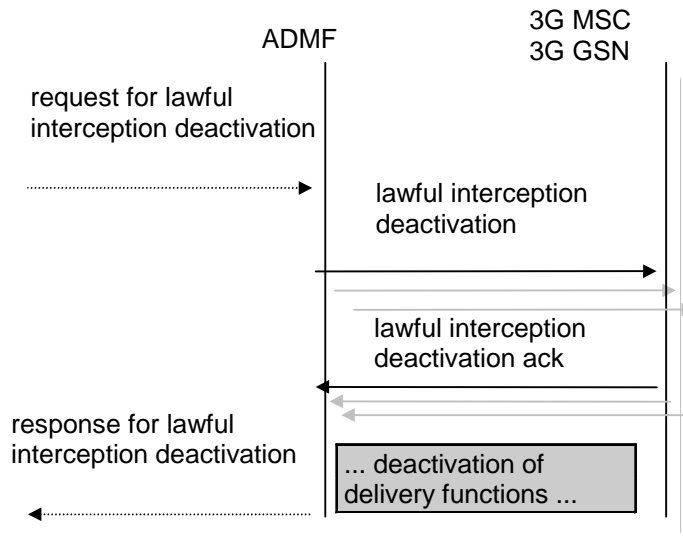 ADMF
3G MSC
3G GSN
request for lawful
interception deactivation
lawful interception
deactivation
lawful interception
deactivation ack
response for lawful
interception deactivation
... deactivation of
delivery functions ...